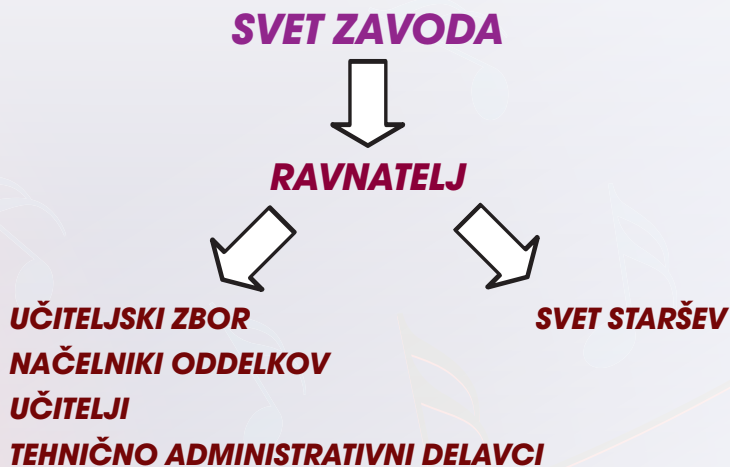 SVET ZAVODA
RAVNATELJ
UČITELJSKI ZBOR
SVET STARŠEV
NAČELNIKI ODDELKOV
UČITELJI
TEHNIČNO ADMINISTRATIVNI DELAVCI